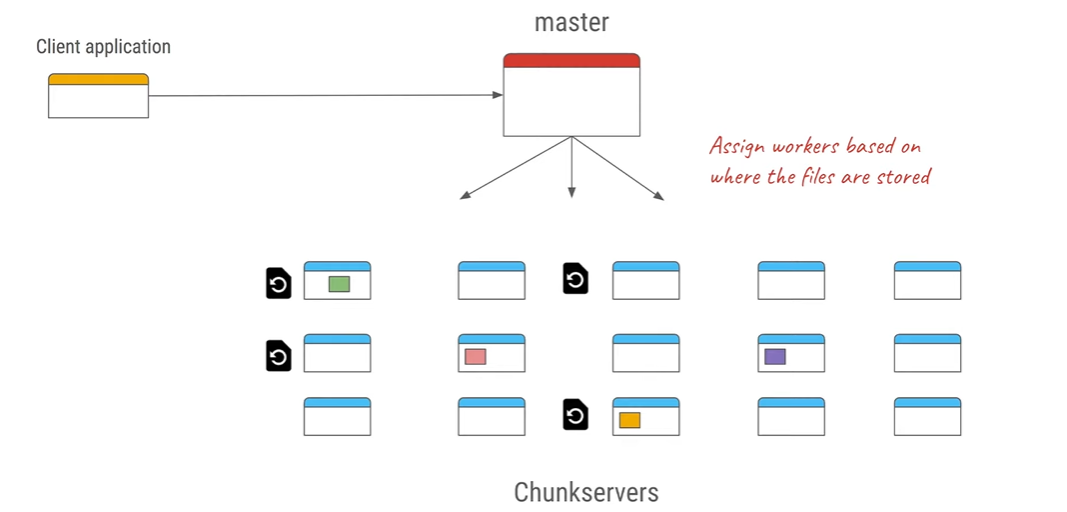 master
Client application
Assign workers based on
where the files are stored
Chunkservers